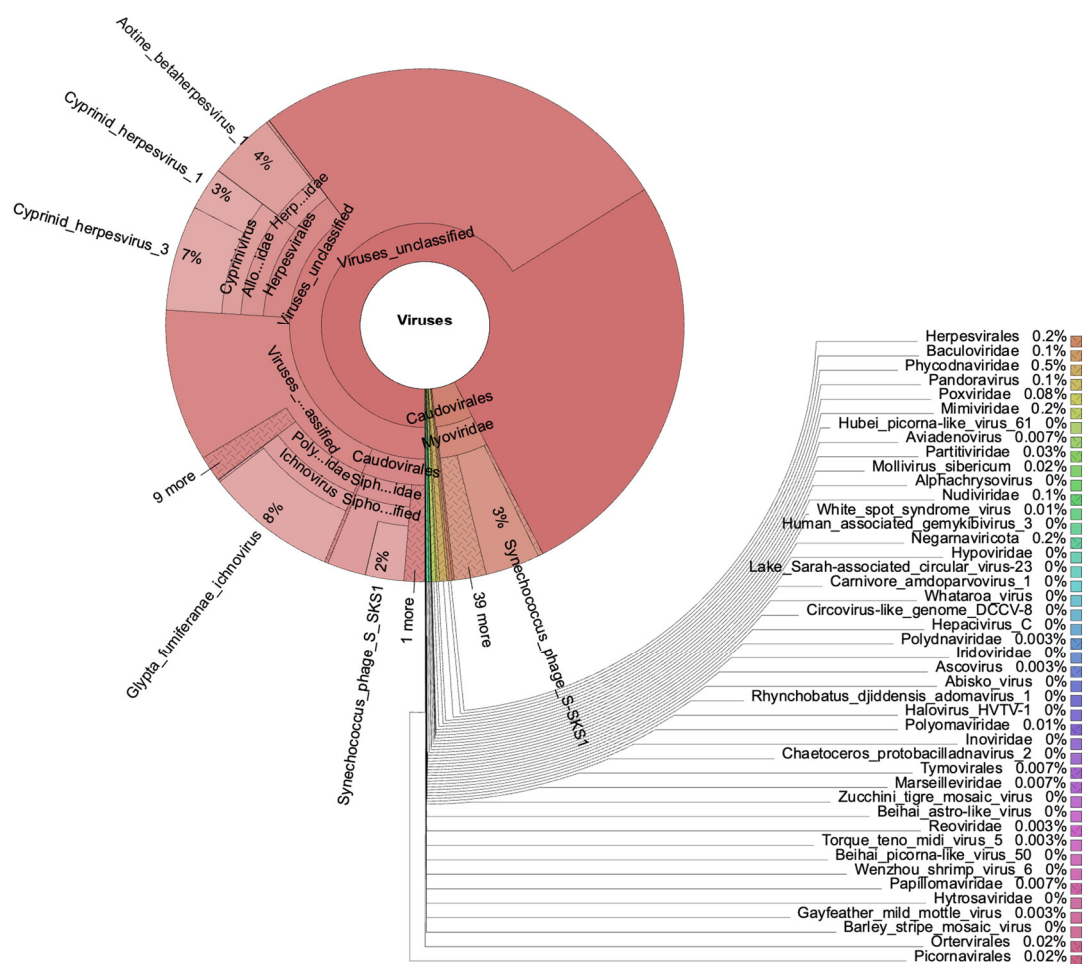 Aotine_betaherpesvirus_1
4%
Cyprinid_herpesvirus_1
3%
Cyprinid_herpesvirus_3
7%
Herp...idae
Cyprinivirus
Allo...idae
Herpesvirales
Viruses_unclassified
Viruses_unclassified
Viruses
Viruses_...assified
Caudovirales
Myoviridae
Poly...idae
Ichnovirus
Caudovirales
Siph...idae
Sipho...ified
9 more
8%
Glypta_fumiferanae_ichnovirus
2%
Synechococcus_phage_S_SKS1
1 more
39 more
3%
Synechococcus_phage_S-SKS1
Herpesvirales 0.2%
Baculoviridae 0.1%
Phycodnaviridae 0.5%
Pandoravirus 0.1%
Poxviridae 0.08%
Mimiviridae 0.2%
Hubei_picorna-like_virus_61 0%
Aviadenovirus 0.007%
Partitiviridae 0.03%
Mollivirus_sibericum 0.02%
Alphachrysovirus 0%
Nudiviridae 0.1%
White_spot_syndrome_virus 0.01%
Human_associated_gemykibivirus_3 0%
Negarnaviricota 0.2%
Hypoviridae 0%
Lake_Sarah-associated_circular_virus-23 0%
Carnivore_amdoparvovirus_1 0%
Whataroa_virus 0%
Circovirus-like_genome_DCCV-8 0%
Hepacivirus_C 0%
Polydnaviridae 0.003%
Iridoviridae 0%
Ascovirus 0.003%
Abisko_virus 0%
Rhynchobatus_djiddensis_adomavirus_1 0%
Halovirus_HVTV-1 0%
Polyomaviridae 0.01%
Inoviridae 0%
Chaetoceros_protobacilladnavirus_2 0%
Tymovirales 0.007%
Marseilleviridae 0.007%
Zucchini_tigre_mosaic_virus 0%
Beihai_astro-like_virus 0%
Reoviridae 0.003%
Torque_teno_midi_virus_5 0.003%
Beihai_picorna-like_virus_50 0%
Wenzhou_shrimp_virus_6 0%
Papillomaviridae 0.007%
Hytrosaviridae 0%
Gayfeather_mild_mottle_virus 0.003%
Barley_stripe_mosaic_virus 0%
Ortervirales 0.02%
Picornavirales 0.02%